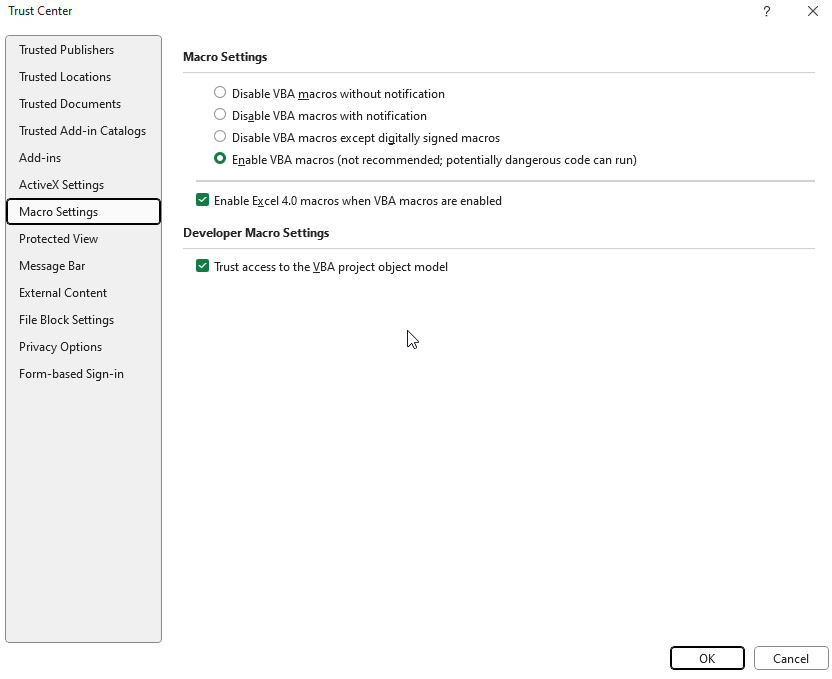 Trust Center
?
Trusted Publishers
Trusted Locations
Trusted Documents
Trusted Add-in Catalogs
Add-ins
ActiveX Settings
Macro Settings
Protected View
Message Bar
External Content
File Block Settings
Privacy Options
Form-based Sign-in
Macro Settings
Disable VBA macros without notification
Disable VBA macros with notification
Disable VBA macros except digitally signed macros
Enable VBA macros (not recommended; potentially dangerous code can run)
Enable Excel 4.0 macros when VBA macros are enabled
Developer Macro Settings
Trust access to the VBA project object model
OK
Cancel